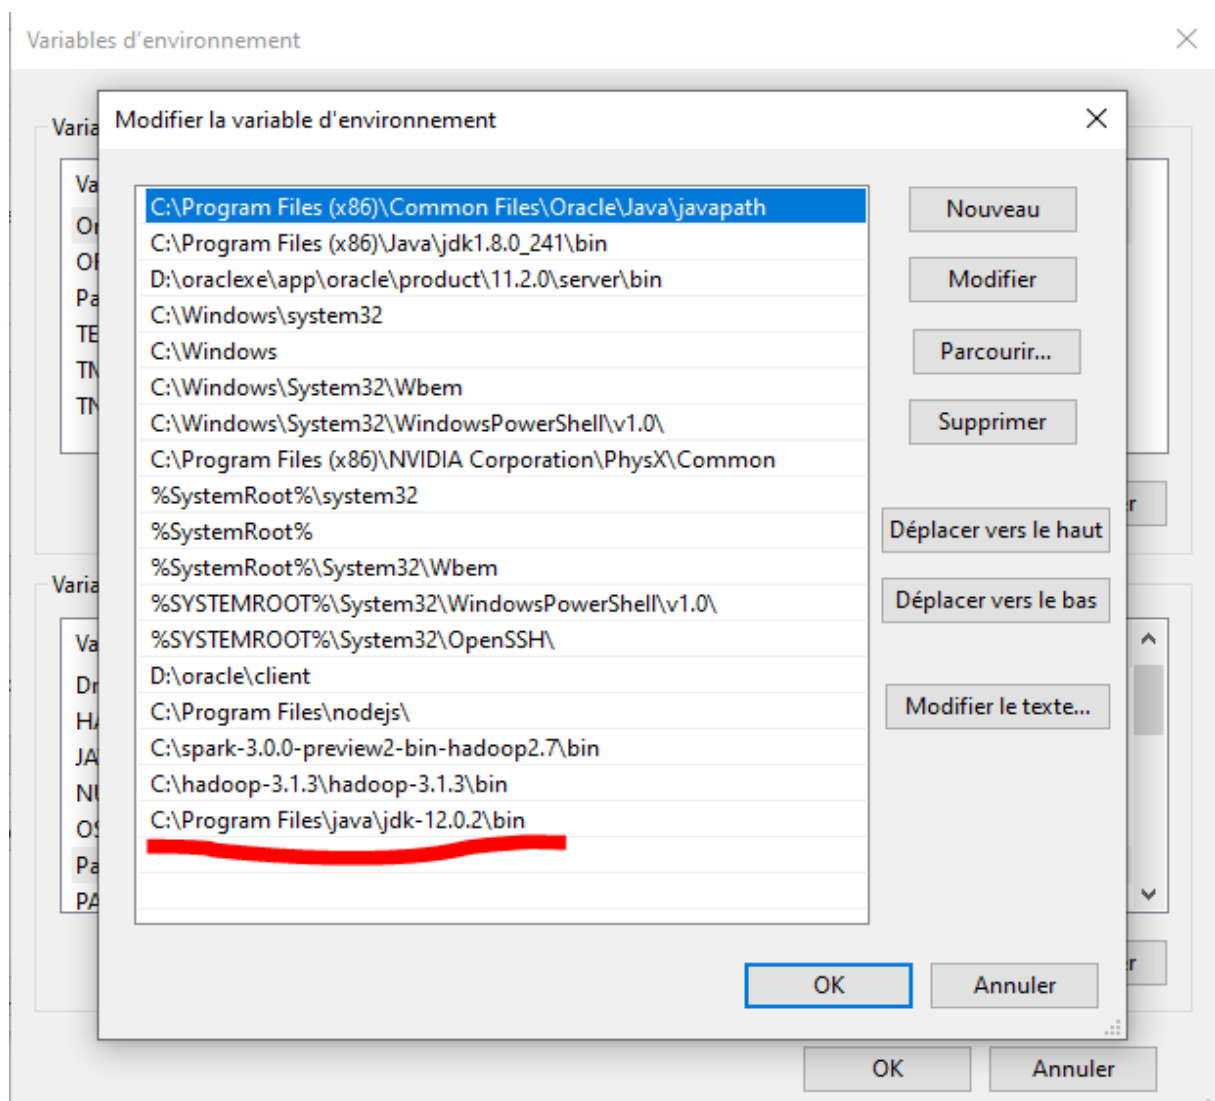 Variables d'environnement
Modifier la variable d'environnement
C:\Program Files (x86)\Common Files\Oracle\Java\javapath
C:\Program Files (x86)\Java\jdk1.8.0_241\bin
D:\oraclexe\app\oracle\product\11.2.0\server\bin
C:\Windows\system32
C:\Windows
C:\Windows\System32\Wbem
C:\Windows\System32\WindowsPowerShell\v1.0\
C:\Program Files (x86)\NVIDIA Corporation\PhysX\Common
%SystemRoot%\system32
%SystemRoot%
%SystemRoot%\System32\Wbem
%SYSTEMROOT%\System32\WindowsPowerShell\v1.0\
%SYSTEMROOT%\System32\OpenSSH\
D:\oracle\client
C:\Program Files\nodejs\
C:\spark-3.0.0-preview2-bin-hadoop2.7\bin
C:\hadoop-3.1.3\hadoop-3.1.3\bin
C:\Program Files\java\jdk-12.0.2\bin
Nouveau
Modifier
Parcourir...
Supprimer
Déplacer vers le haut
Déplacer vers le bas
Modifier le texte...
OK
Annuler
OK
Annuler